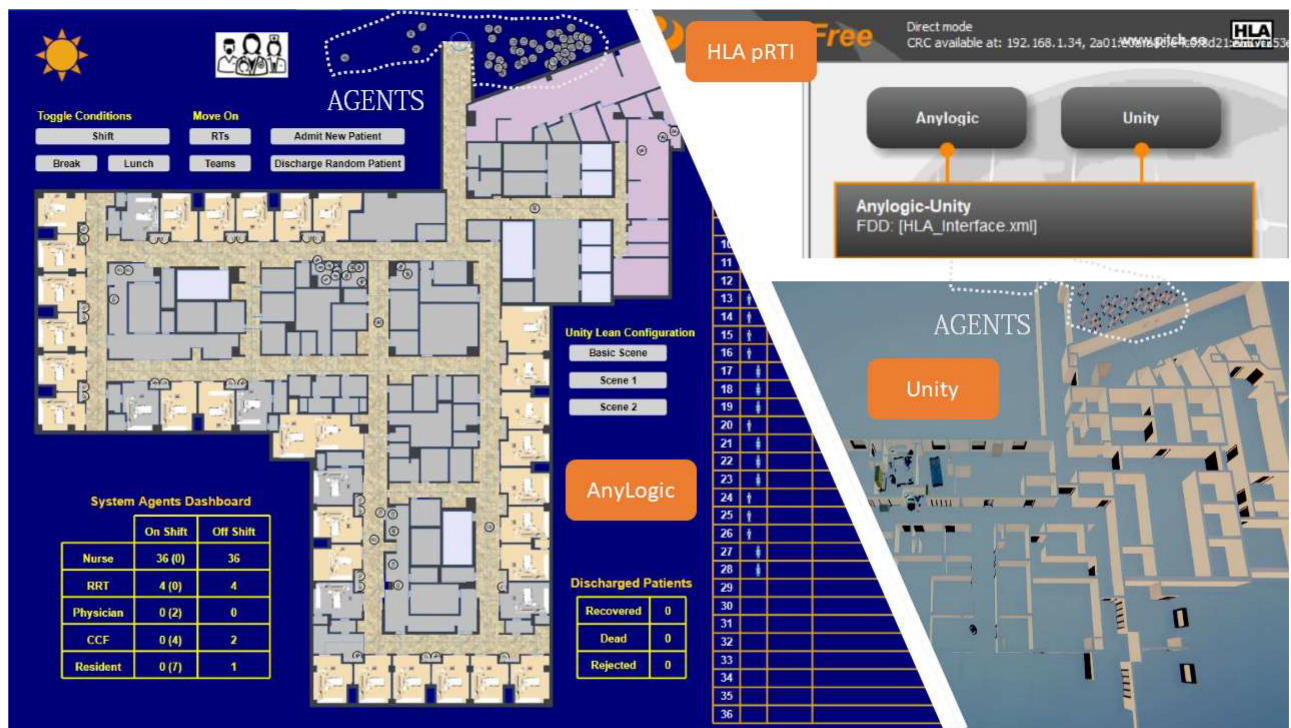 AGENTS
Toggle Conditions
Move On
Shift
RTs
Admit New Patient
Break
Lunch
Teams
Discharge Random Patient
Unity Lean Configuration
Basic Scene
Scene 1
Scene 2
AnyLogic
System Agents Dashboard
On Shift Off Shift
Nurse 36 (0) 36
RRT 4 (0) 4
Physician 0 (2) 0
CCF 0 (4) 2
Resident 0 (7) 1
Discharged Patients
Recovered 0
Dead 0
Rejected 0
10
11
12
13
14
15
16
17
18
19
20
21
22
23
24
25
26
27
28
29
30
31
32
33
34
35
36
HLA pRTI
Free
Direct mode
CRC available at: 192.168.1.34,
www.pitch.se
HLA
Anylogic
Unity
Anylogic-Unity
FDD: [HLA_Interface.xml]
AGENTS
Unity